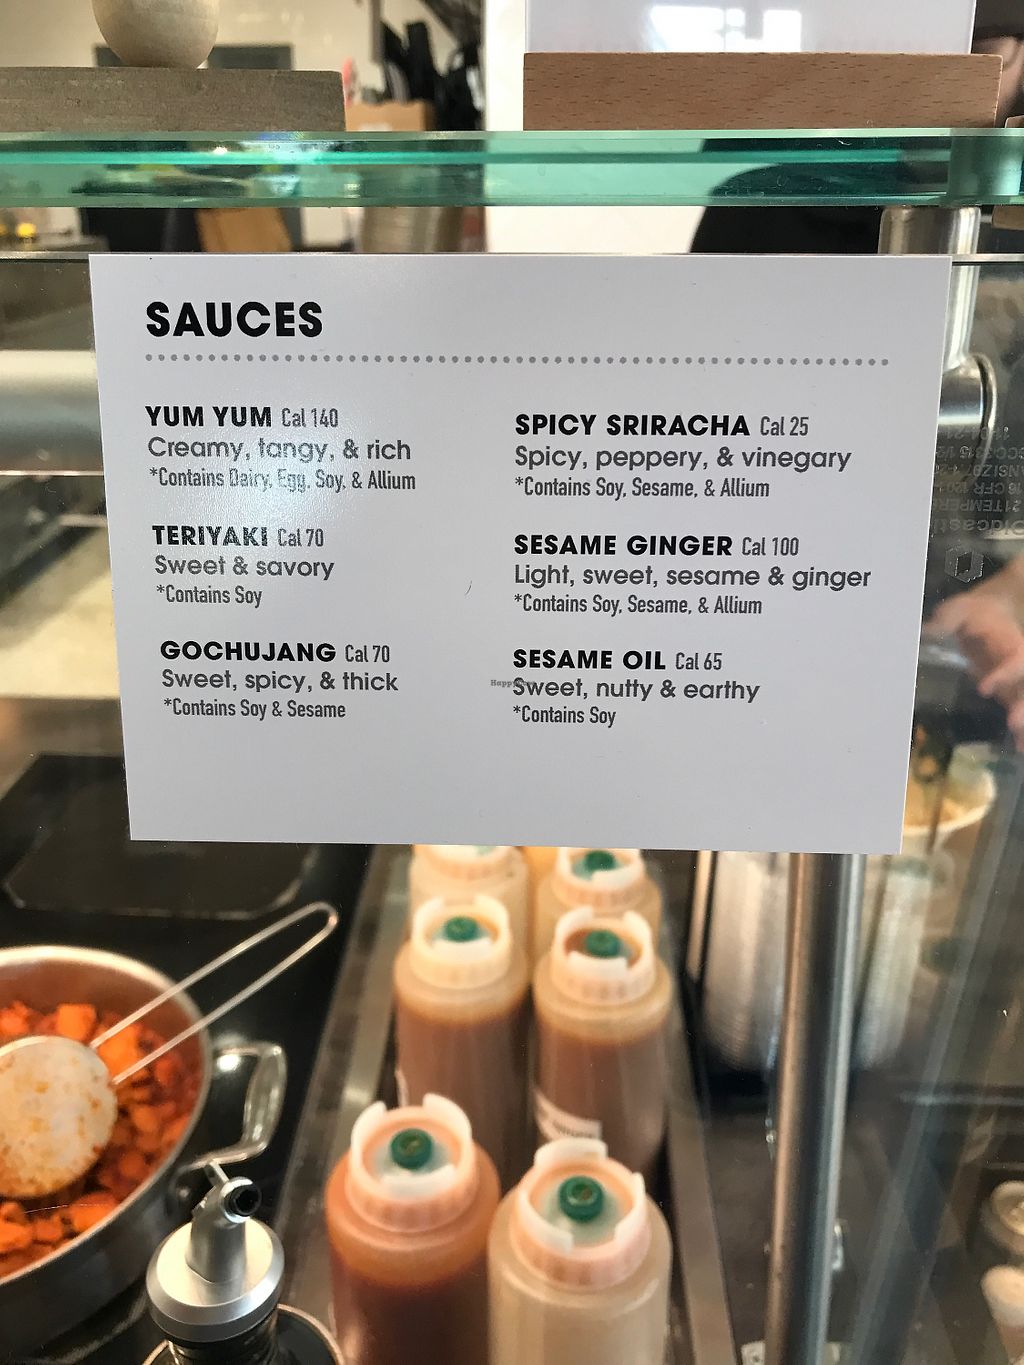 SAUCES
YUM YUM Cal 140
Creamy, tangy, & rich
*Contains Dairy, Egg, Soy, & Allium
TERIYAKI Cal 70
Sweet & savory
*Contains Soy
GOCHUJANG Cal 70
Sweet, spicy, & thick
*Contains Soy & Sesame
SPICY SRIRACHA Cal 25
Spicy, peppery, & vinegary
*Contains Soy, Sesame, & Allium
SESAME GINGER Cal 100
Light, sweet, sesame & ginger
*Contains Soy, Sesame, & Allium
SESAME OIL Cal 65
Sweet, nutty & earthy
*Contains Soy